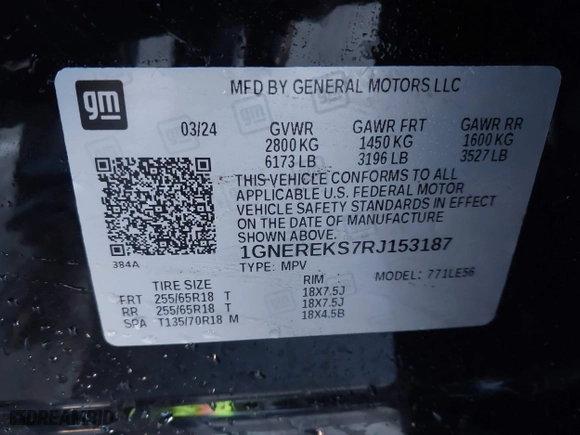 gm
MFD BY GENERAL MOTORS LLC
03/24 GVWR GAWR FRT GAWR RR
2800 KG 1450 KG 1600 KG
6173 LB 3196 LB 3527 LB
THIS VEHICLE CONFORMS TO ALL
APPLICABLE U.S. FEDERAL MOTOR
VEHICLE SAFETY STANDARDS IN EFFECT
ON THE DATE OF MANUFACTURE
SHOWN ABOVE.
384A
1GNEREKS7RJ153187
TYPE: MPV MODEL: 771LE56
TIRE SIZE RIM
FRT 255/65R18 T 18X7.5J
RR 255/65R18 T 18X7.5J
SPA T135/70R18 M 18X4.5B
DREAMBID